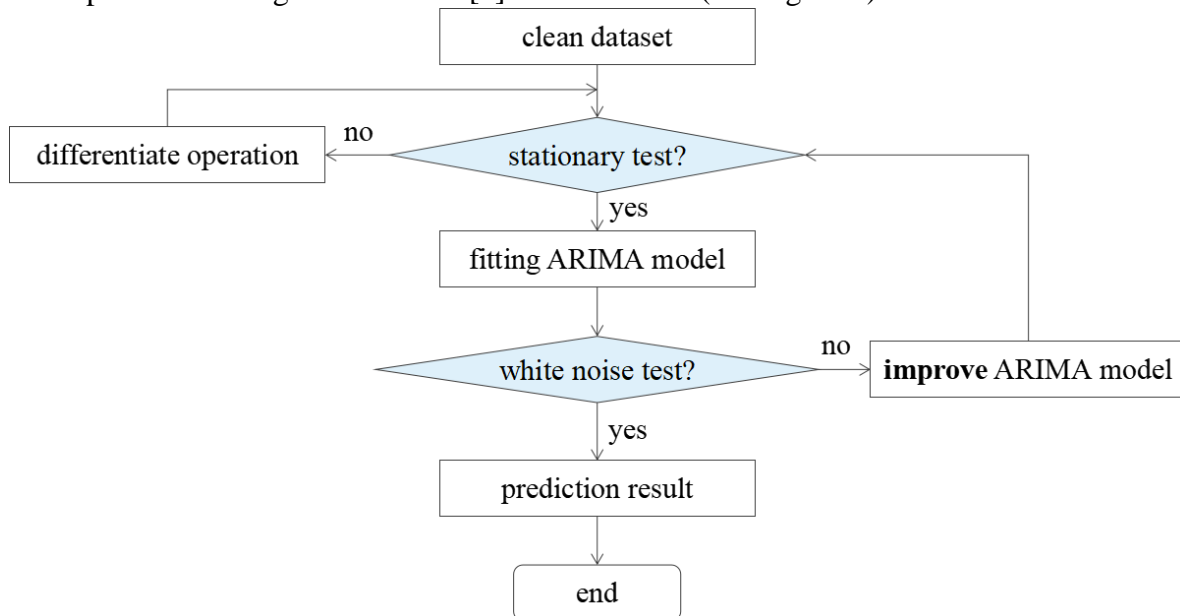 clean dataset
no
differentiate operation
stationary test?
yes
fitting ARIMA model
no
white noise test?
improve ARIMA model
yes
prediction result
end